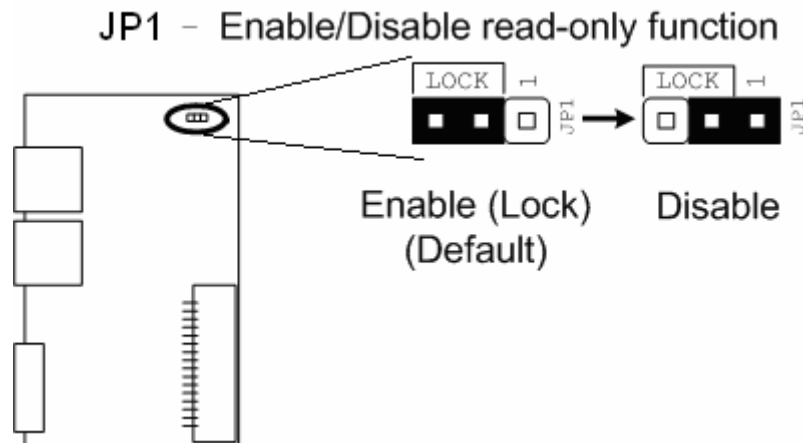 JP1 - Enable/Disable read-only function
LOCK 1 JP1
LOCK 1 JP1
Enable (Lock)
(Default)
Disable